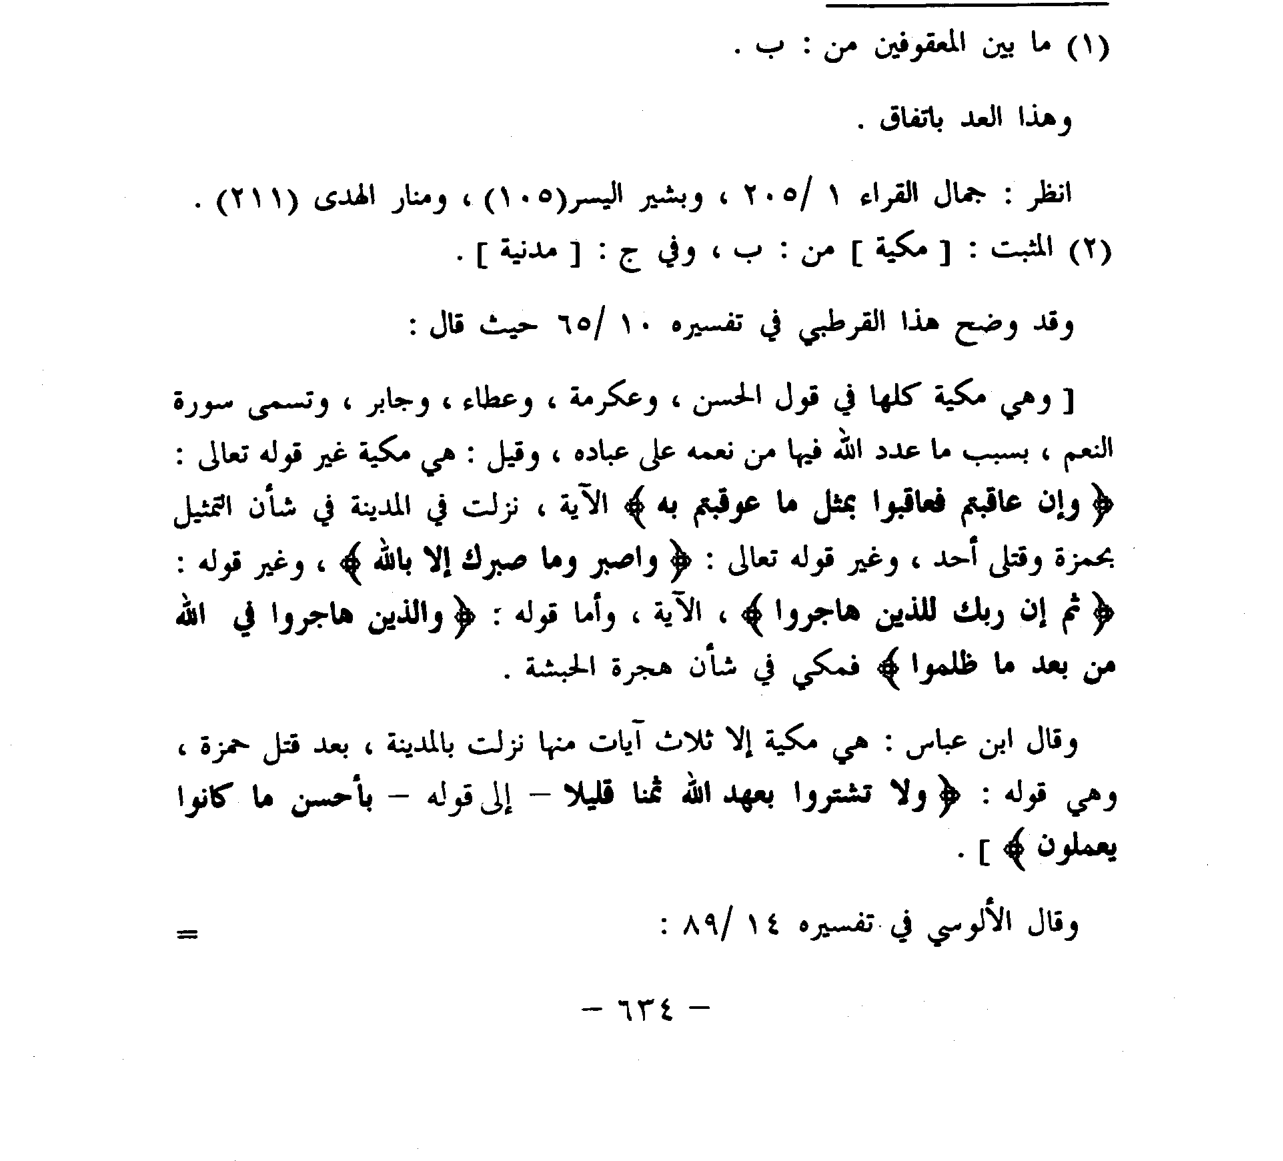 (١) ما بين المعقوفين من : ب .
وهذا العد باتفاق .
انظر : جمال القراء ١ /٢٠٥ ، وبشير اليسر(١٠٥) ، ومنار الهدى (٢١١) .
(٢) المثبت : [ مكية ] من : ب ، وفي ج : [ مدنية ] .
وقد وضح هذا القرطبي في تفسيره ١٠ /٦٥ حيث قال :
[ وهي مكية كلها في قول الحسن ، وعكرمة ، وعطاء ، وجابر ، وتسمى سورة
النعم ، بسبب ما عدد الله فيها من نعمه على عباده ، وقيل : هي مكية غير قوله تعالى :
﴿ وإن عاقبتم فعاقبوا بمثل ما عوقبتم به ﴾ الآية ، نزلت في المدينة في شأن التمثيل
بحمزة وقتلى أحد ، وغير قوله تعالى : ﴿ واصبر وما صبرك إلا بالله ﴾ ، وغير قوله :
﴿ ثم إن ربك للذين هاجروا ﴾ ، الآية ، وأما قوله : ﴿ والذين هاجروا في الله
من بعد ما ظلموا ﴾ فمكي في شأن هجرة الحبشة .
وقال ابن عباس : هي مكية إلا ثلاث آيات منها نزلت بالمدينة ، بعد قتل حمزة ،
وهي قوله : ﴿ ولا تشتروا بعهد الله ثمنا قليلا – إلى قوله – بأحسن ما كانوا
يعملون ﴾ ] .
وقال الألوسي في تفسيره ١٤ /٨٩ : =
– ٦٣٤ –